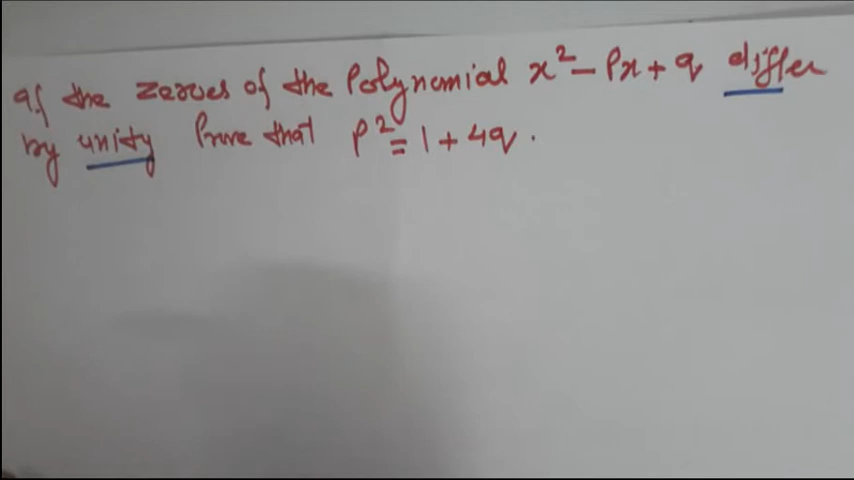 If the zeroes of the Polynomial x² - Px + q differ
by unity Prove that P² = 1 + 4q.